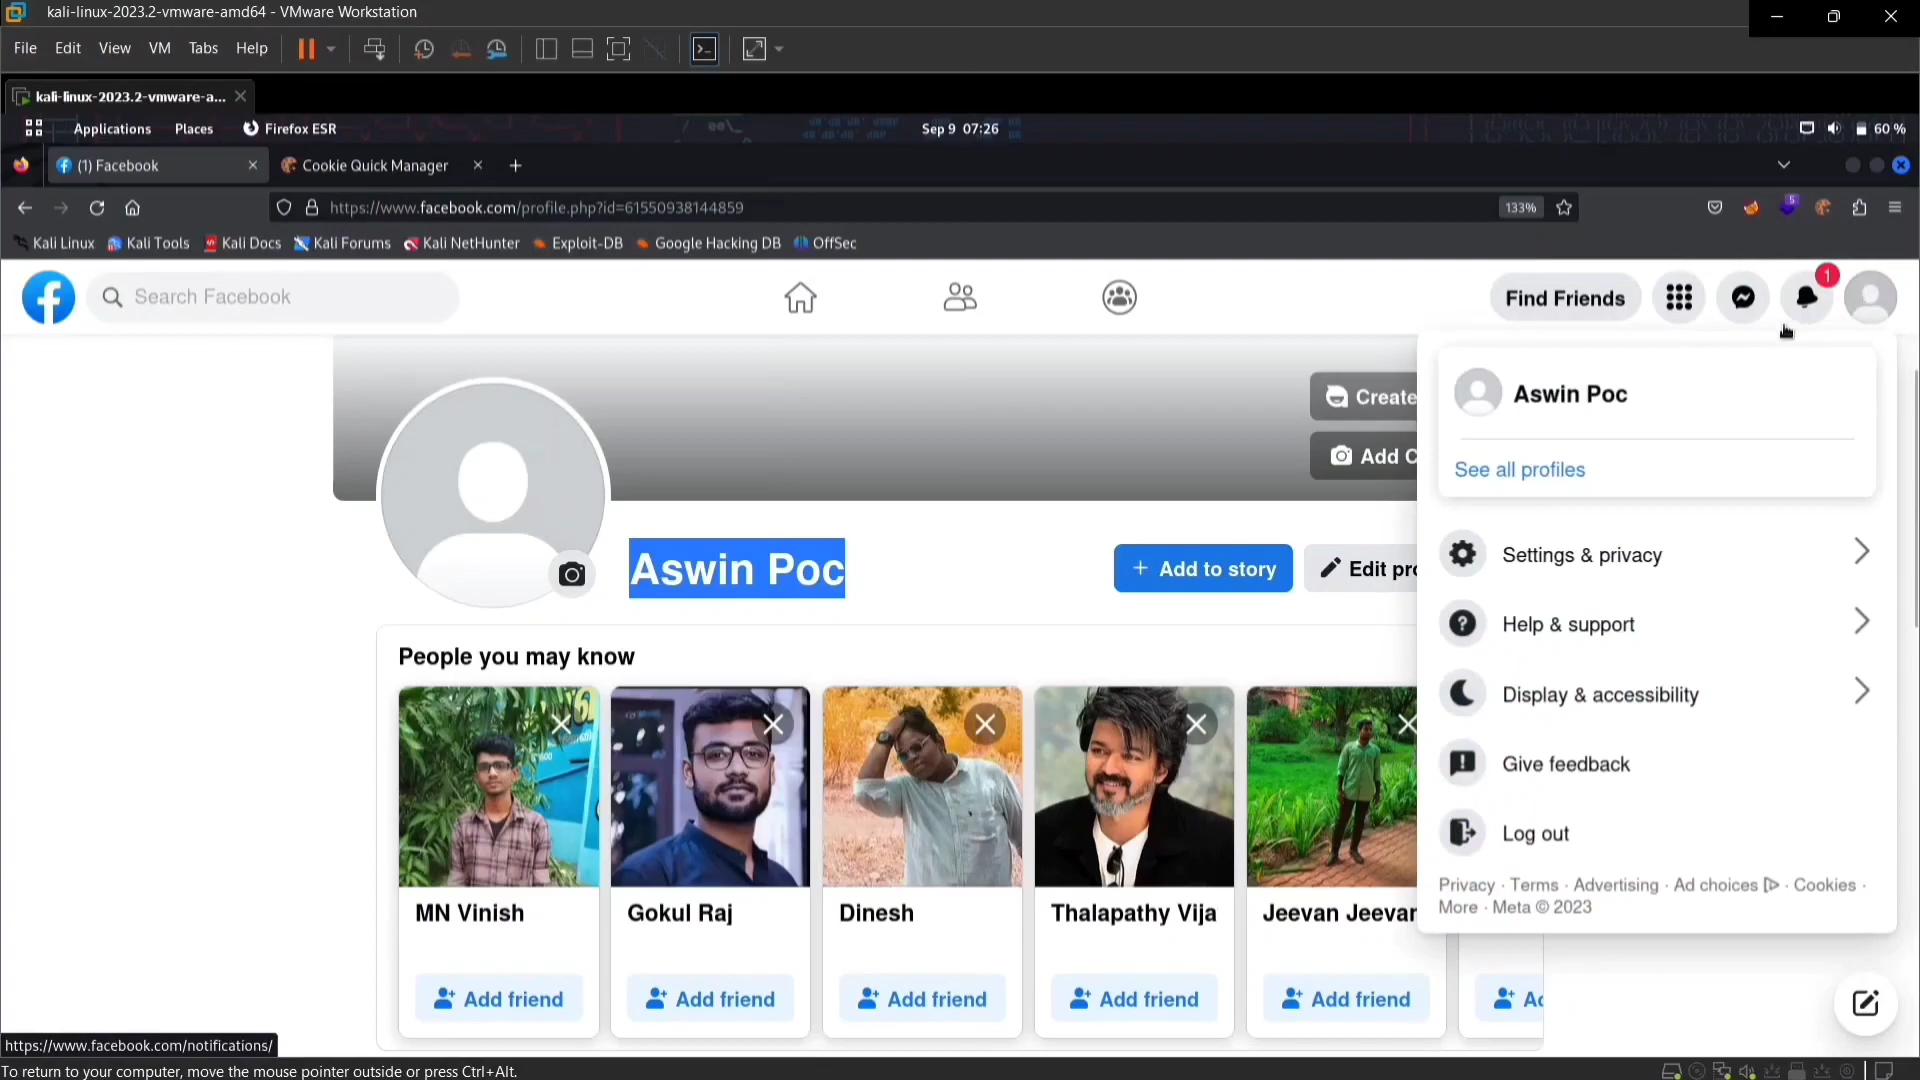 kali-linux-2023.2-vmware-amd64 - VMware Workstation
File Edit View VM Tabs Help
kali-linux-2023.2-vmware-a...
Applications Places Firefox ESR Sep 9 07:26 60 %
(1) Facebook Cookie Quick Manager
https://www.facebook.com/profile.php?id=61550938144859 133% 5
Kali Linux Kali Tools Kali Docs Kali Forums Kali NetHunter Exploit-DB Google Hacking DB OffSec
Search Facebook Find Friends 1
Create
Add C
Aswin Poc
See all profiles
Settings & privacy
Help & support
Display & accessibility
Give feedback
Log out
Privacy · Terms · Advertising · Ad choices · Cookies ·
More · Meta © 2023
Aswin Poc + Add to story Edit pro
People you may know
MN Vinish Gokul Raj Dinesh Thalapathy Vija Jeevan Jeevan
Add friend Add friend Add friend Add friend Add friend Ad
https://www.facebook.com/notifications/
To return to your computer, move the mouse pointer outside or press Ctrl+Alt.